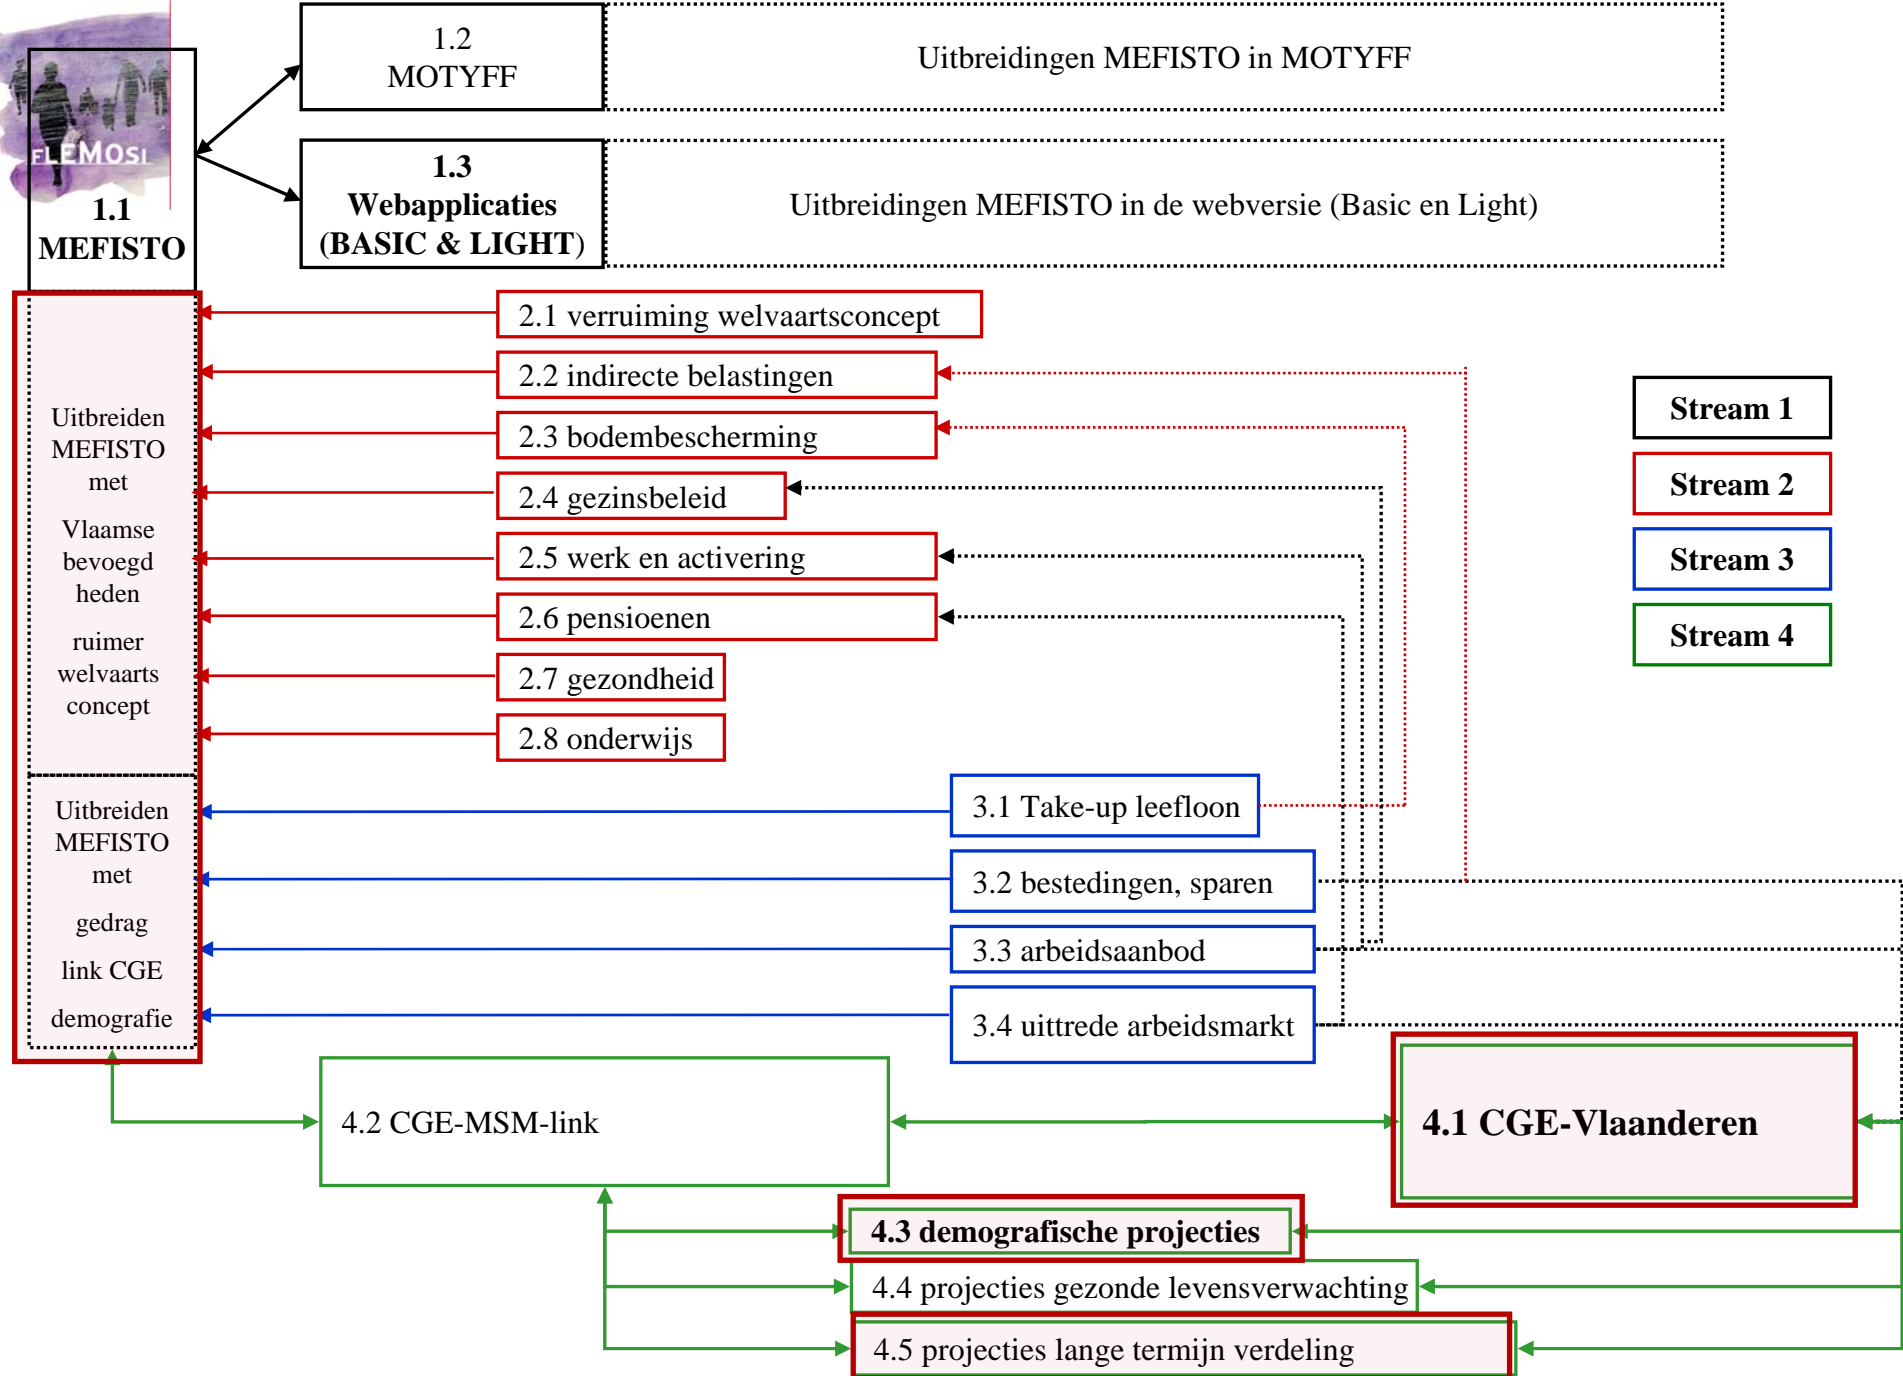 1.2
MOTYFF
Uitbreidingen MEFISTO in MOTYFF
FLEMOSI
1.1
MEFISTO
1.3
Webapplicaties
(BASIC & LIGHT)
Uitbreidingen MEFISTO in de webversie (Basic en Light)
2.1 verruiming welvaartsconcept
2.2 indirecte belastingen
2.3 bodembescherming
2.4 gezinsbeleid
2.5 werk en activering
2.6 pensioenen
2.7 gezondheid
2.8 onderwijs
Uitbreiden
MEFISTO
met
Vlaamse
bevoegd
heden
ruimer
welvaarts
concept
Stream 1
Stream 2
Stream 3
Stream 4
Uitbreiden
MEFISTO
met
gedrag
link CGE
demografie
3.1 Take-up leefloon
3.2 bestedingen, sparen
3.3 arbeidsaanbod
3.4 uittrede arbeidsmarkt
4.2 CGE-MSM-link
4.1 CGE-Vlaanderen
4.3 demografische projecties
4.4 projecties gezonde levensverwachting
4.5 projecties lange termijn verdeling